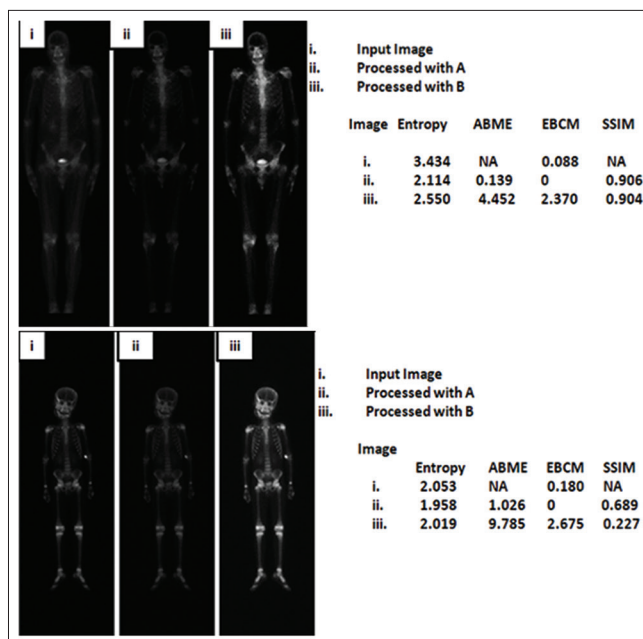 i ii iii
i. Input Image
ii. Processed with A
iii. Processed with B
Image Entropy ABME EBCM SSIM
i. 3.434 NA 0.088 NA
ii. 2.114 0.139 0 0.906
iii. 2.550 4.452 2.370 0.904
i ii iii
i. Input Image
ii. Processed with A
iii. Processed with B
Image
Entropy ABME EBCM SSIM
i. 2.053 NA 0.180 NA
ii. 1.958 1.026 0 0.689
iii. 2.019 9.785 2.675 0.227